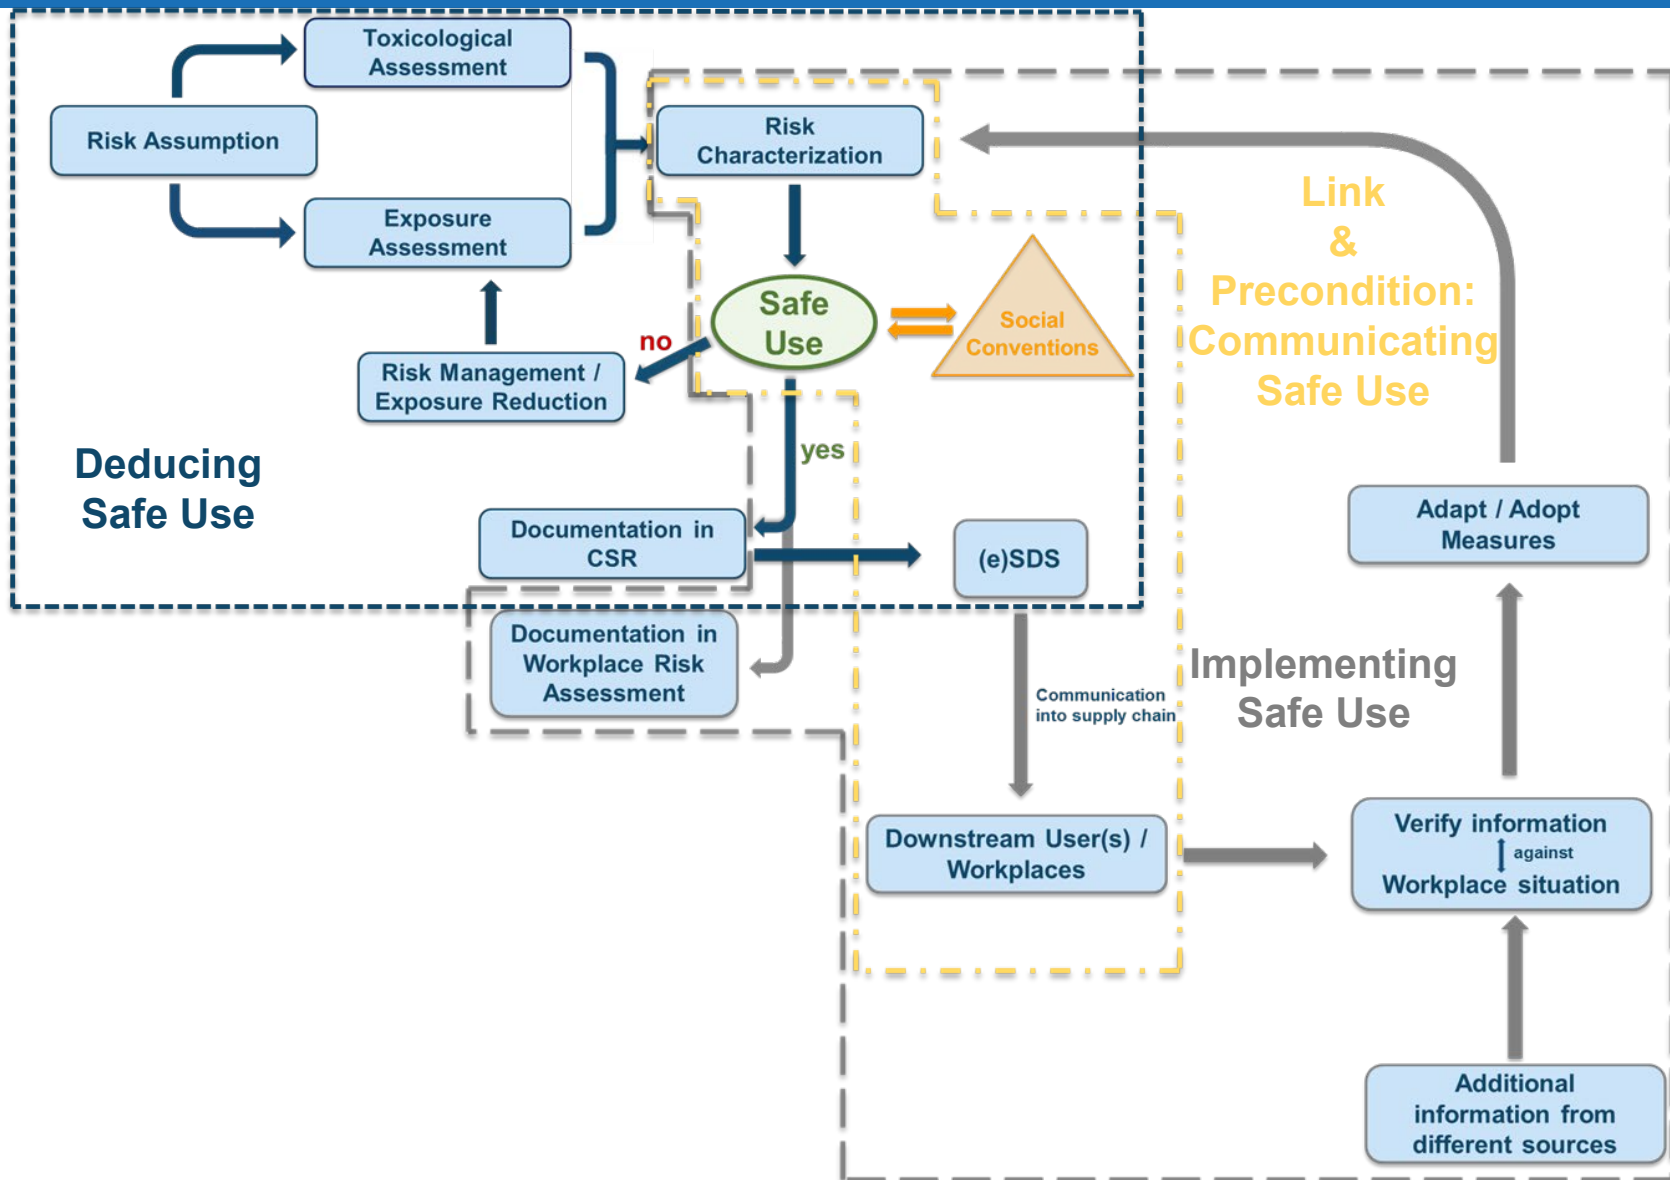 Toxicological
Assessment
Risk Assumption
Risk
Characterization
Exposure
Assessment
Link
&
Precondition:
Communicating
Safe Use
Safe
Use
Social
Conventions
no
Risk Management /
Exposure Reduction
yes
Deducing
Safe Use
Documentation in
CSR
(e)SDS
Adapt / Adopt
Measures
Documentation in
Workplace Risk
Assessment
Communication
into supply chain
Implementing
Safe Use
Downstream User(s) /
Workplaces
Verify information
against
Workplace situation
Additional
information from
different sources